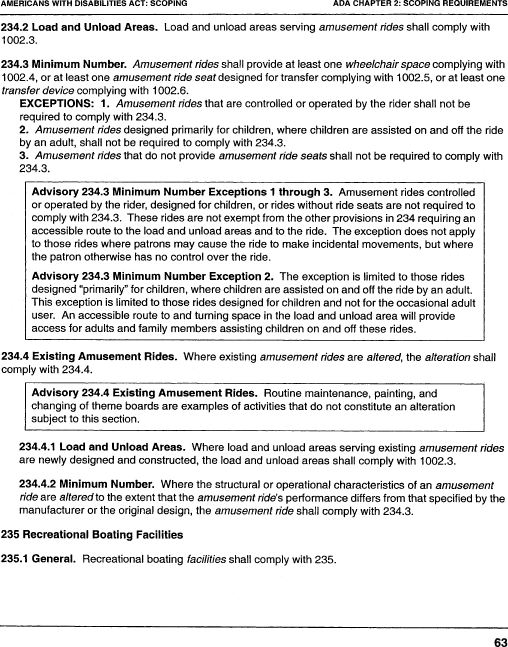 AMERICANS WITH DISABILITIES ACT: SCOPING ADA CHAPTER 2: SCOPING REQUIREMENTS
234.2 Load and Unload Areas. Load and unload areas serving amusement rides shall comply with
1002.3.
234.3 Minimum Number. Amusement rides shall provide at least one wheelchair space complying with
1002.4, or at least one amusement ride seat designed for transfer complying with 1002.5, or at least one
transfer device complying with 1002.6.
EXCEPTIONS: 1. Amusement rides that are controlled or operated by the rider shall not be
required to comply with 234.3.
2. Amusement rides designed primarily for children, where children are assisted on and off the ride
by an adult, shall not be required to comply with 234.3.
3. Amusement rides that do not provide amusement ride seats shall not be required to comply with
234.3.
Advisory 234.3 Minimum Number Exceptions 1 through 3. Amusement rides controlled
or operated by the rider, designed for children, or rides without ride seats are not required to
comply with 234.3. These rides are not exempt from the other provisions in 234 requiring an
accessible route to the load and unload areas and to the ride. The exception does not apply
to those rides where patrons may cause the ride to make incidental movements, but where
the patron otherwise has no control over the ride.
Advisory 234.3 Minimum Number Exception 2. The exception is limited to those rides
designed “primarily” for children, where children are assisted on and off the ride by an adult.
This exception is limited to those rides designed for children and not for the occasional adult
user. An accessible route to and turning space in the load and unload area will provide
access for adults and family members assisting children on and off these rides.
234.4 Existing Amusement Rides. Where existing amusement rides are altered, the alteration shall
comply with 234.4.
Advisory 234.4 Existing Amusement Rides. Routine maintenance, painting, and
changing of theme boards are examples of activities that do not constitute an alteration
subject to this section.
234.4.1 Load and Unload Areas. Where load and unload areas serving existing amusement rides
are newly designed and constructed, the load and unload areas shall comply with 1002.3.
234.4.2 Minimum Number. Where the structural or operational characteristics of an amusement
ride are altered to the extent that the amusement ride's performance differs from that specified by the
manufacturer or the original design, the amusement ride shall comply with 234.3.
235 Recreational Boating Facilities
235.1 General. Recreational boating facilities shall comply with 235.
63